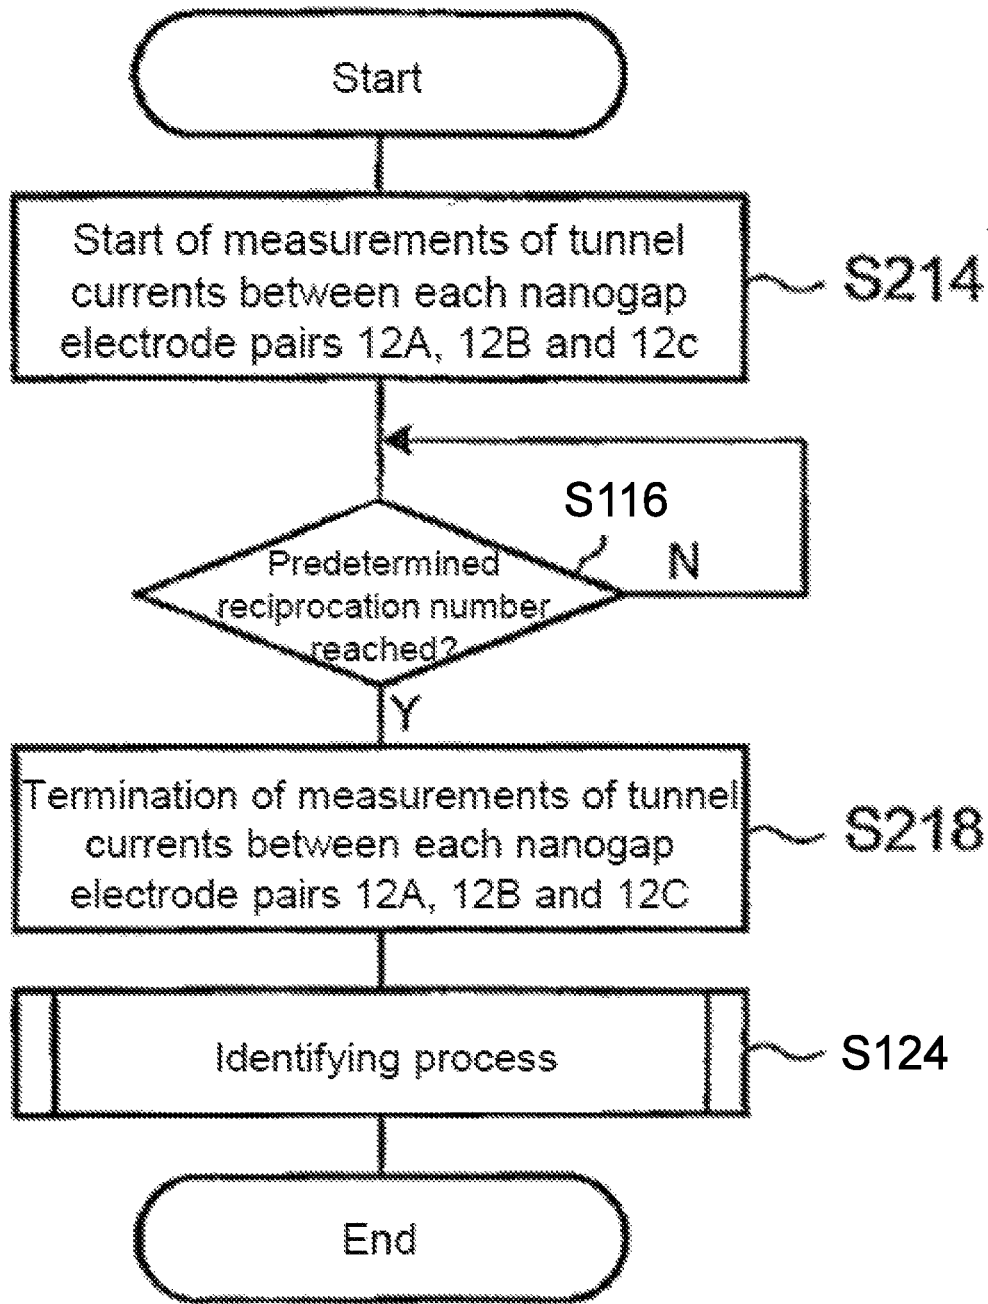 Start
Start of measurements of tunnel
currents between each nanogap
electrode pairs 12A, 12B and 12c
S214
S116
Predetermined
reciprocation number
reached?
N
Y
Termination of measurements of tunnel
currents between each nanogap
electrode pairs 12A, 12B and 12C
S218
Identifying process
S124
End